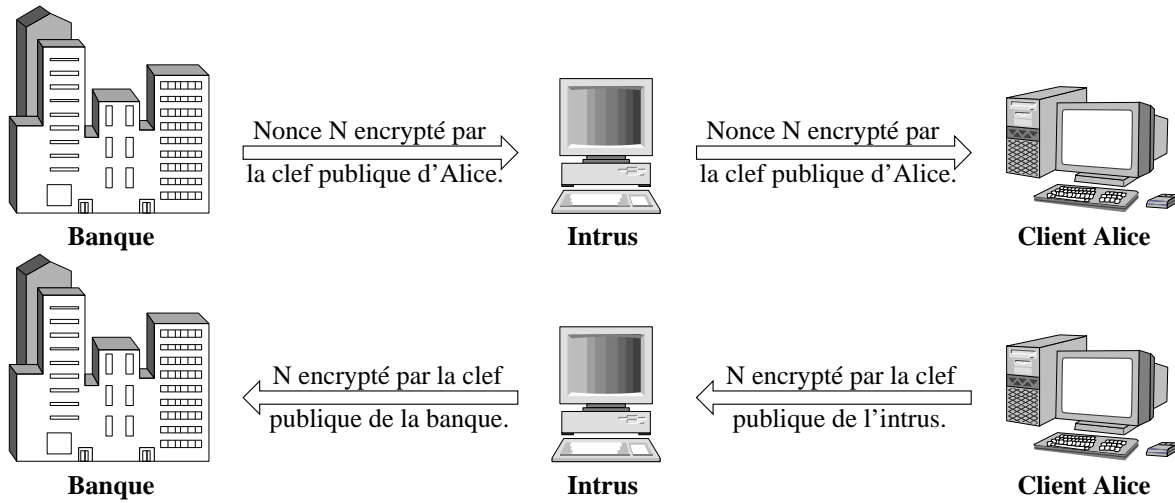 Nonce N encrypté par
la clef publique d’Alice.
Nonce N encrypté par
la clef publique d’Alice.
Banque
Intrus
Client Alice
N encrypté par la clef
publique de la banque.
N encrypté par la clef
publique de l’intrus.
Banque
Intrus
Client Alice